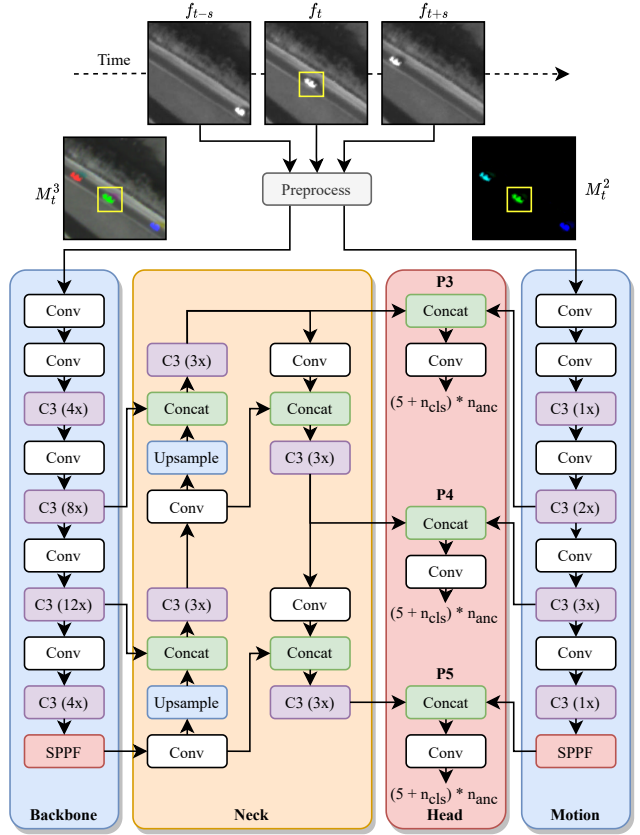 f_{t-s}
f_t
f_{t+s}
Time
M_t^3
Preprocess
M_t^2
Conv
Conv
C3 (4x)
Conv
C3 (8x)
Conv
C3 (12x)
Conv
C3 (4x)
SPPF
Backbone
C3 (3x)
Concat
Upsample
Conv
C3 (3x)
Concat
Upsample
Conv
Conv
Concat
C3 (3x)
Conv
Concat
C3 (3x)
Neck
P3
Concat
Conv
(5 + n_cls) * n_anc
P4
Concat
Conv
(5 + n_cls) * n_anc
P5
Concat
Conv
(5 + n_cls) * n_anc
Head
Conv
Conv
C3 (1x)
Conv
C3 (2x)
Conv
C3 (3x)
Conv
C3 (1x)
SPPF
Motion